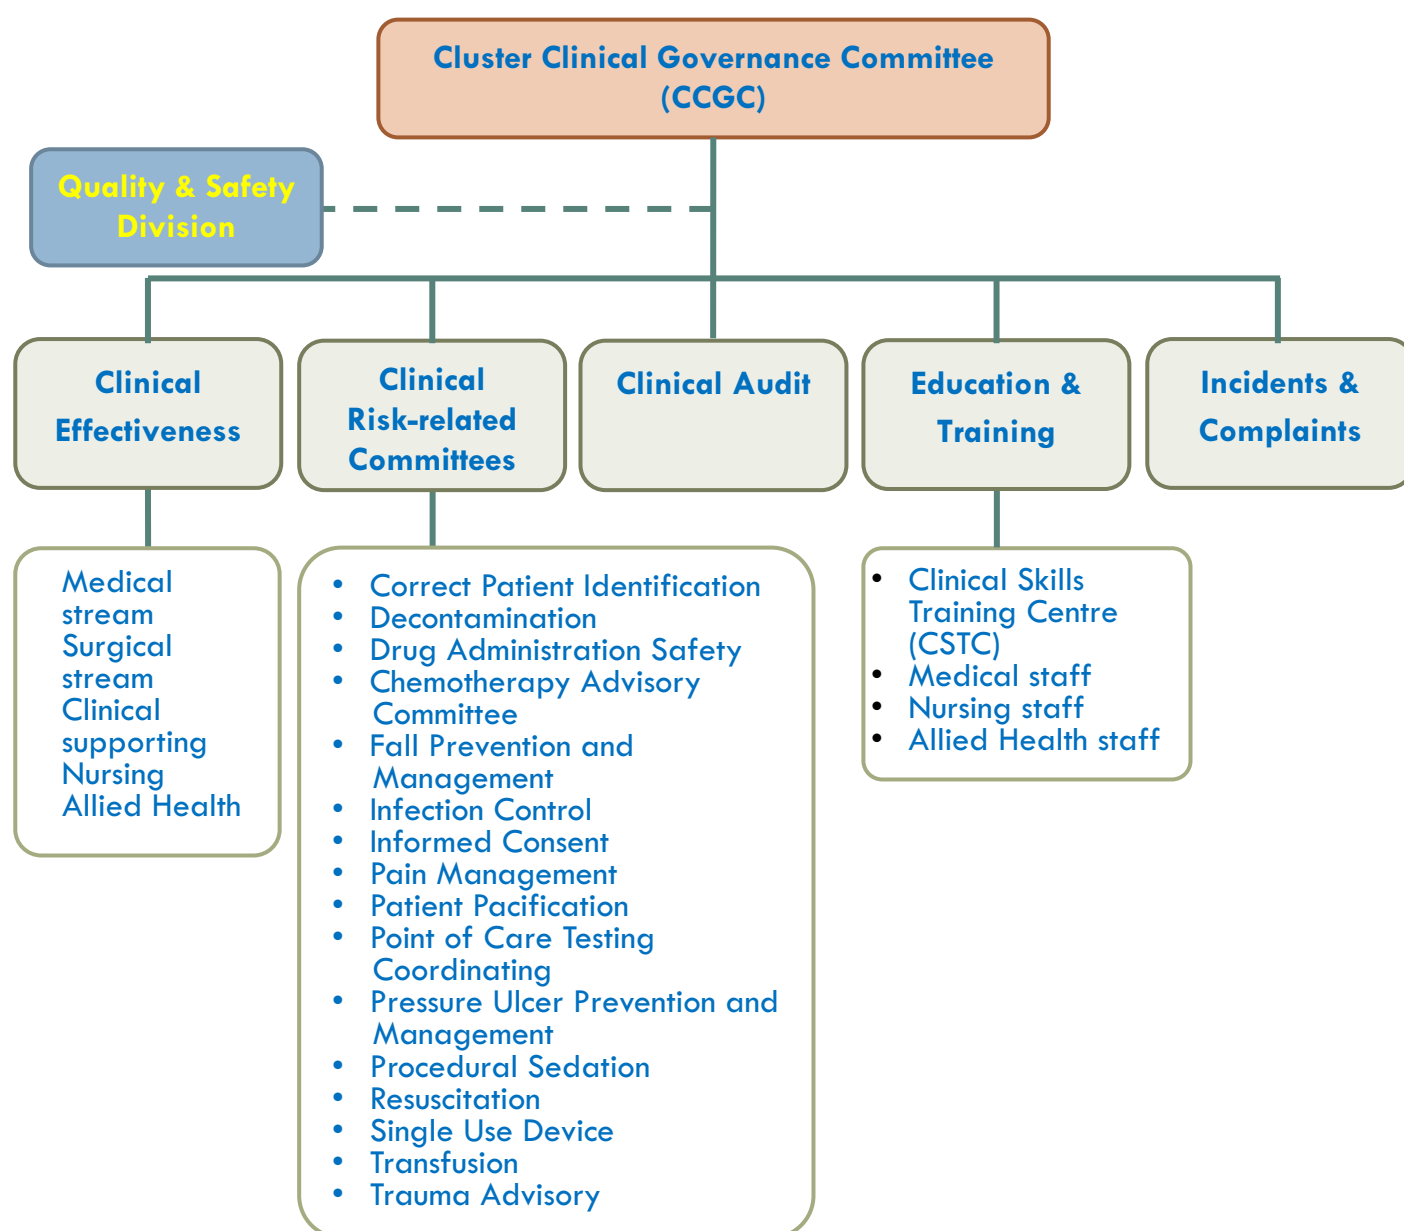 Cluster Clinical Governance Committee
(CCGC)
Quality & Safety
Division
Clinical
Effectiveness
Clinical
Risk-related
Committees
Clinical Audit
Education &
Training
Incidents &
Complaints
Medical
stream
Surgical
stream
Clinical
supporting
Nursing
Allied Health
• Correct Patient Identification
• Decontamination
• Drug Administration Safety
• Chemotherapy Advisory
Committee
• Fall Prevention and
Management
• Infection Control
• Informed Consent
• Pain Management
• Patient Pacification
• Point of Care Testing
Coordinating
• Pressure Ulcer Prevention and
Management
• Procedural Sedation
• Resuscitation
• Single Use Device
• Transfusion
• Trauma Advisory
• Clinical Skills
Training Centre
(CSTC)
• Medical staff
• Nursing staff
• Allied Health staff